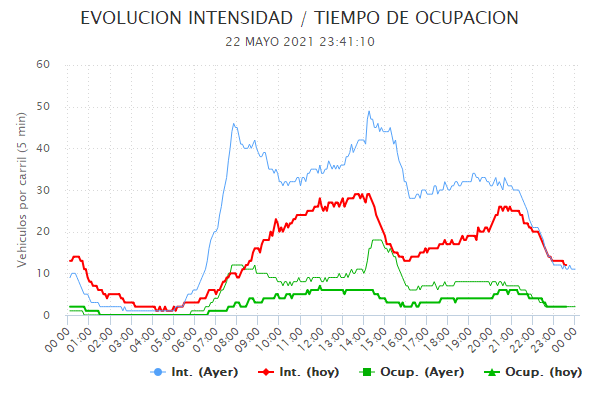 EVOLUCION INTENSIDAD / TIEMPO DE OCUPACION
22 MAYO 2021 23:41:10
Vehiculos por carril (5 min)
60
50
40
30
20
10
0
00:00 01:00 02:00 03:00 04:00 05:00 06:00 07:00 08:00 09:00 10:00 11:00 12:00 13:00 14:00 15:00 16:00 17:00 18:00 19:00 20:00 21:00 22:00 23:00 00:00
Int. (Ayer) Int. (hoy) Ocup. (Ayer) Ocup. (hoy)